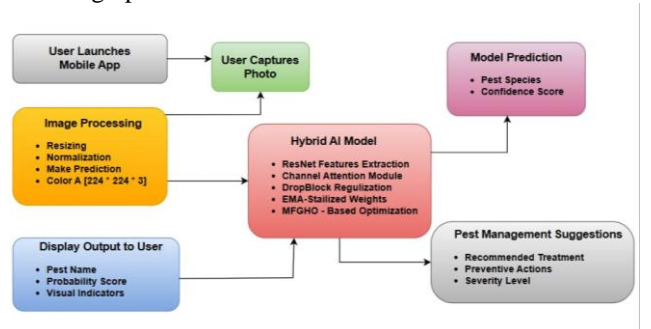 User Launches
Mobile App
User Captures
Photo
Model Prediction
• Pest Species
• Confidence Score
Image Processing
• Resizing
• Normalization
• Make Prediction
• Color A [224 * 224 * 3]
Hybrid AI Model
• ResNet Features Extraction
• Channel Attention Module
• DropBlock Regulization
• EMA-Stailized Weights
• MFGHO - Based Optimization
Display Output to User
• Pest Name
• Probability Score
• Visual Indicators
Pest Management Suggestions
• Recommended Treatment
• Preventive Actions
• Severity Level